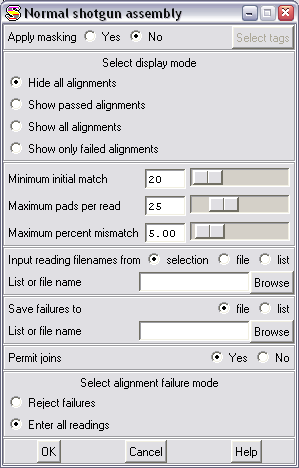 Normal shotgun assembly
Apply masking Yes No Select tags
Select display mode
Hide all alignments
Show passed alignments
Show all alignments
Show only failed alignments
Minimum initial match 20
Maximum pads per read 25
Maximum percent mismatch 5.00
Input reading filenames from selection file list
List or file name Browse
Save failures to file list
List or file name Browse
Permit joins Yes No
Select alignment failure mode
Reject failures
Enter all readings
OK Cancel Help